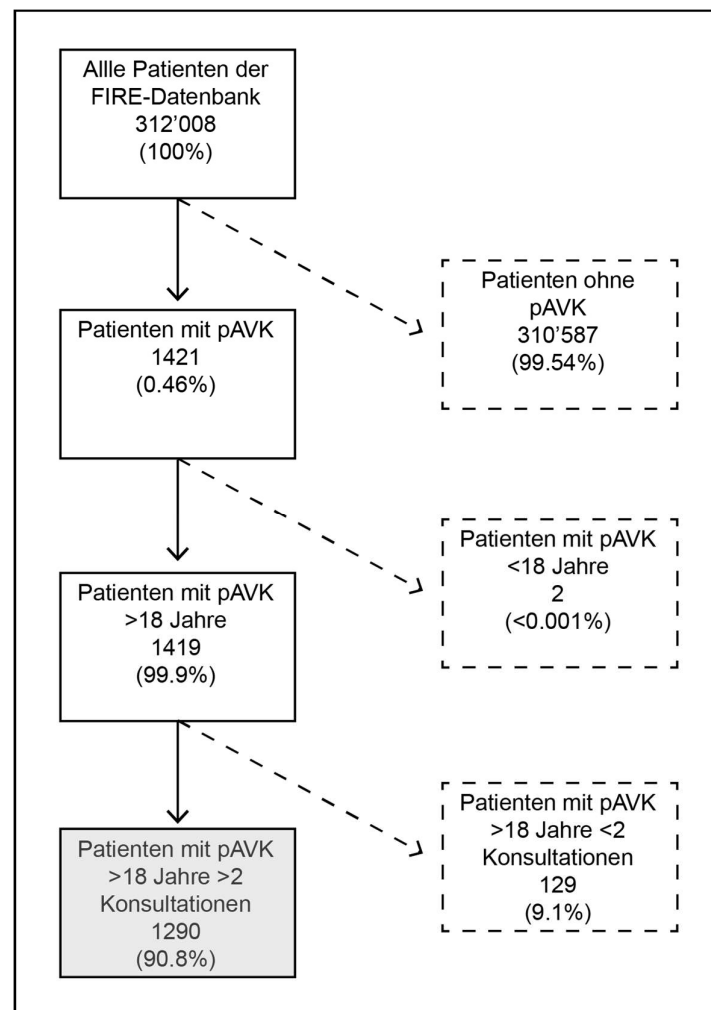 Allle Patienten der
FIRE-Datenbank
312’008
(100%)
Patienten ohne
pAVK
310’587
(99.54%)
Patienten mit pAVK
1421
(0.46%)
Patienten mit pAVK
<18 Jahre
2
(<0.001%)
Patienten mit pAVK
>18 Jahre
1419
(99.9%)
Patienten mit pAVK
>18 Jahre <2
Konsultationen
129
(9.1%)
Patienten mit pAVK
>18 Jahre >2
Konsultationen
1290
(90.8%)